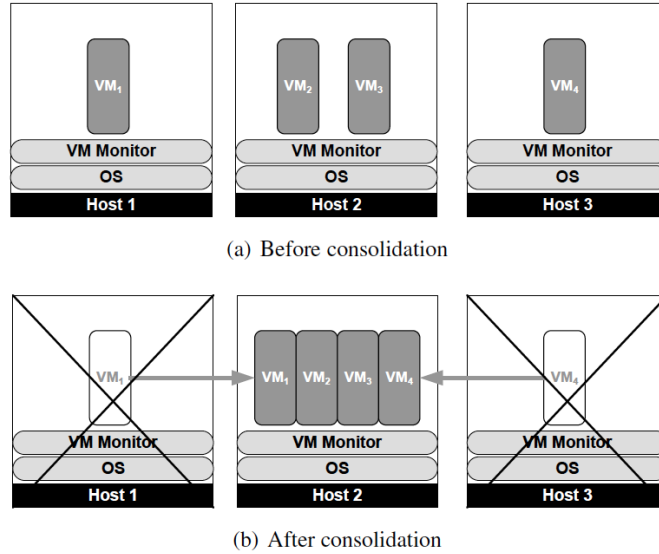 VM₁
VM₂ VM₃
VM₄
VM Monitor VM Monitor VM Monitor
OS OS OS
Host 1 Host 2 Host 3
(a) Before consolidation
VM₁ VM₁ VM₂ VM₃ VM₄ VM₄
VM Monitor VM Monitor VM Monitor
OS OS OS
Host 1 Host 2 Host 3
(b) After consolidation